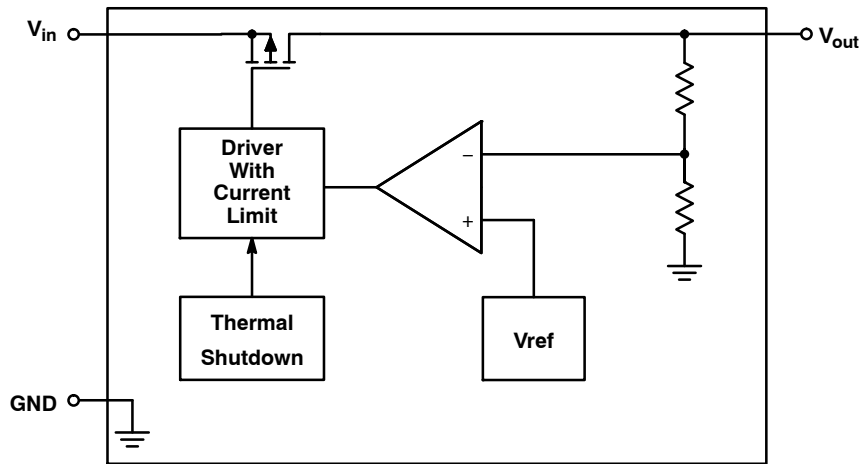 Vin
Vout
Driver
With
Current
Limit
−
+
Thermal
Shutdown
Vref
GND